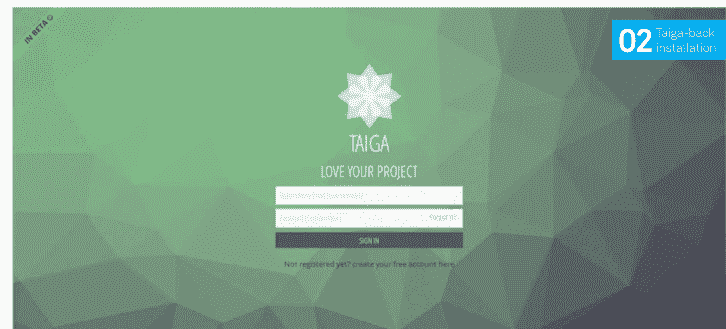 IN BETA
02 Taiga-back
installation
TAIGA
LOVE YOUR PROJECT
SIGN IN
Not registered yet? create your free account here